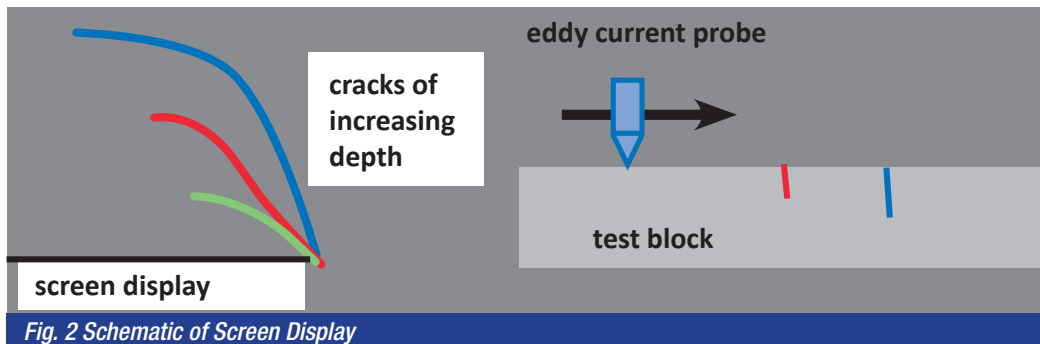 eddy current probe
cracks of
increasing
depth
test block
screen display
Fig. 2 Schematic of Screen Display